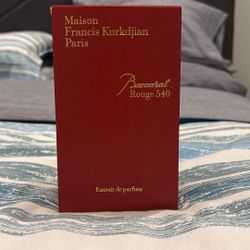 Maison
Francis Kurkdjian
Paris
Baccarat
Rouge 540
Extrait de parfum